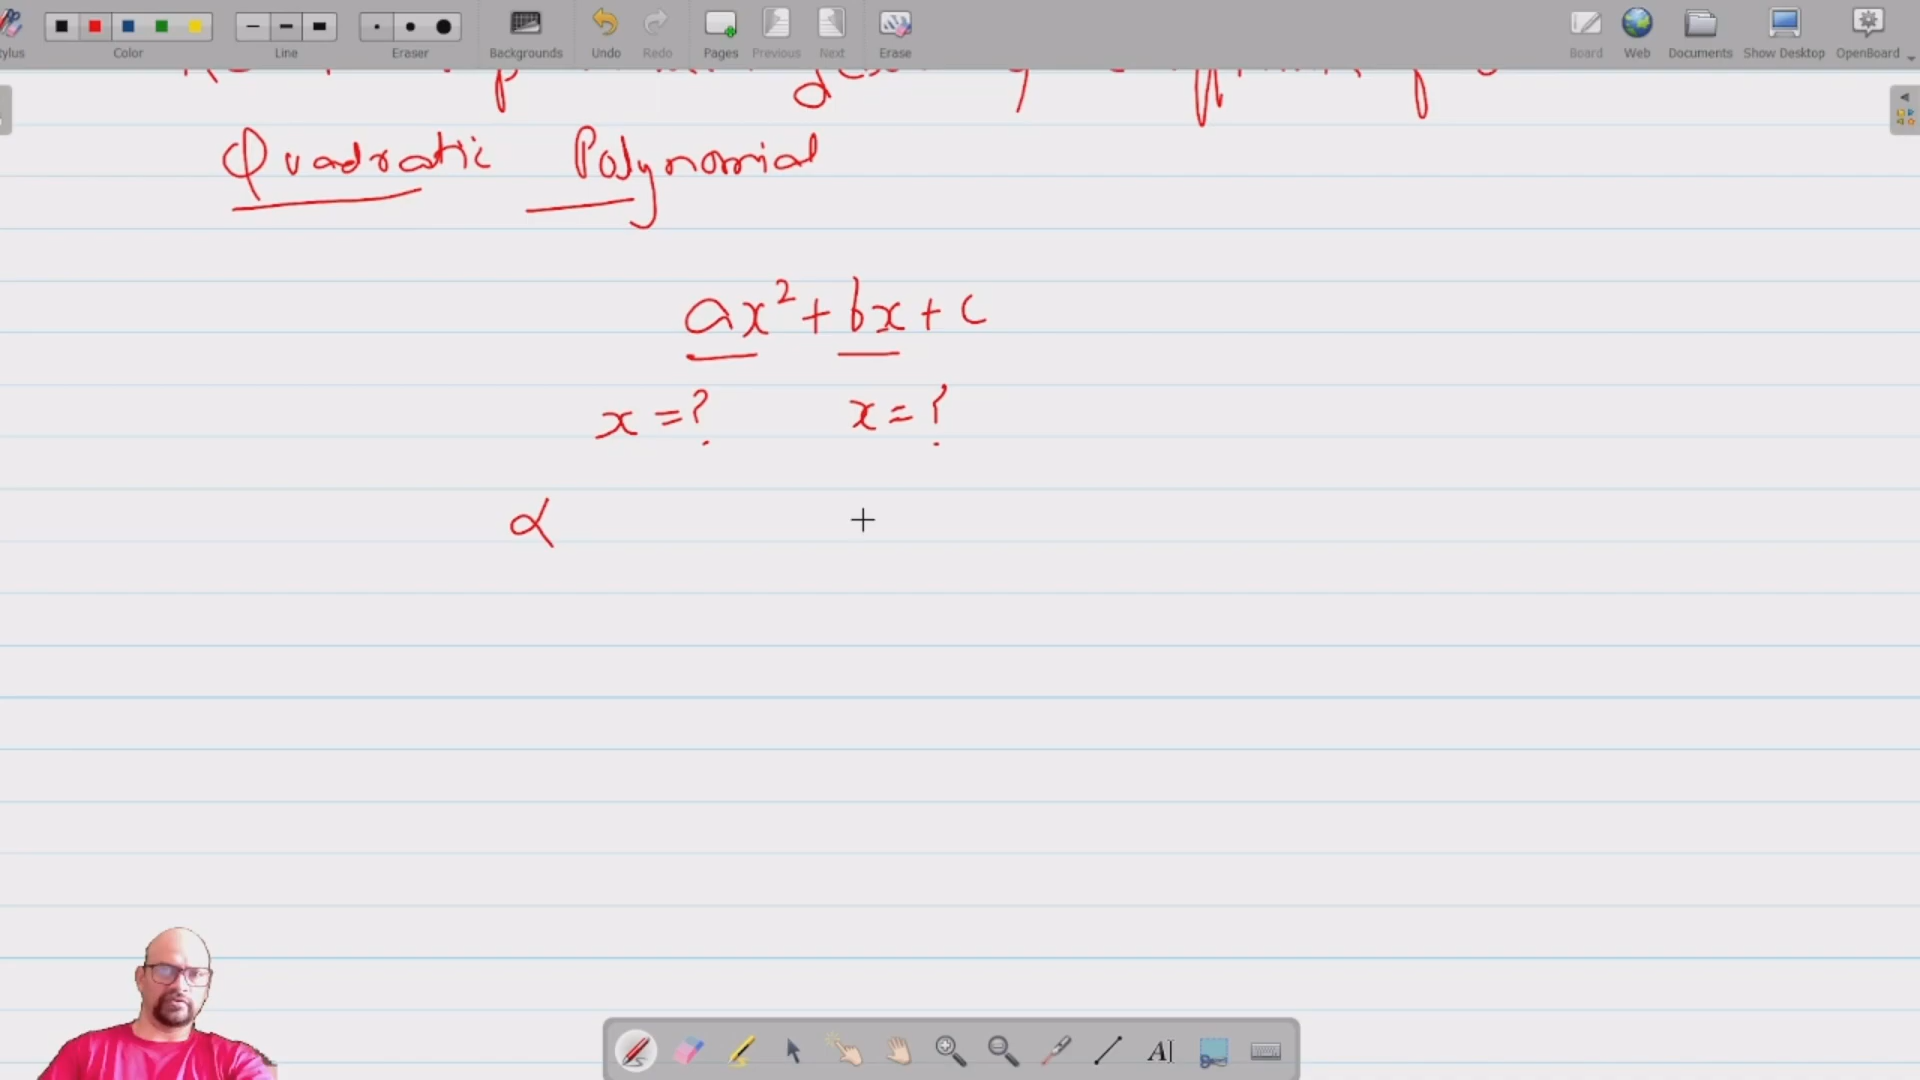 tylus Color Line Eraser Backgrounds Undo Redo Pages Previous Next Erase Board Web Documents Show Desktop OpenBoard
Quadratic Polynomial
ax² + bx + c
x = ? x = ?
α
A